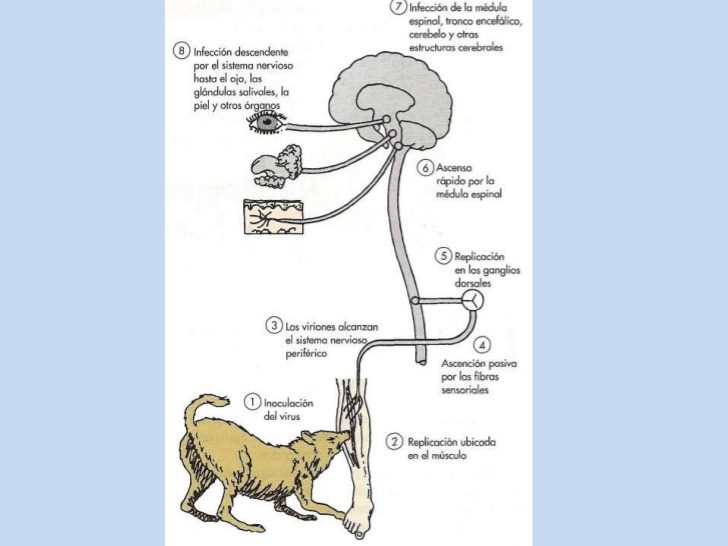 1 Inoculación
del virus
2 Replicación ubicada
en el músculo
3 Los viriones alcanzan
el sistema nervioso
periférico
4
Ascención pasiva
por las fibras
sensoriales
5 Replicación
en los ganglios
dorsales
6 Ascenso
rápido por la
médula espinal
7 Infección de la médula
espinal, tronco encefálico,
cerebelo y otras
estructuras cerebrales
8 Infección descendente
por el sistema nervioso
hasta el ojo, las
glándulas salivales, la
piel y otros órganos